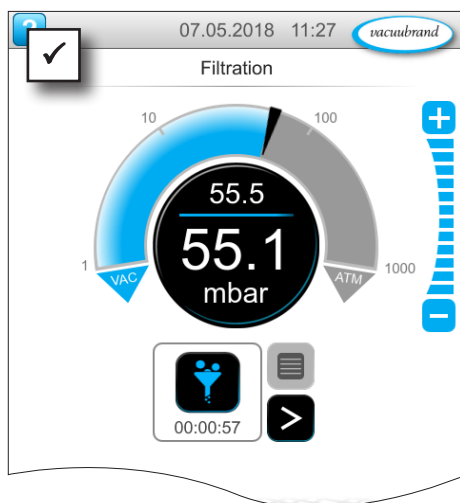 ?
✓
07.05.2018 11:27
vacuubrand
Filtration
10
100
1
1000
VAC
ATM
55.5
55.1
mbar
00:00:57